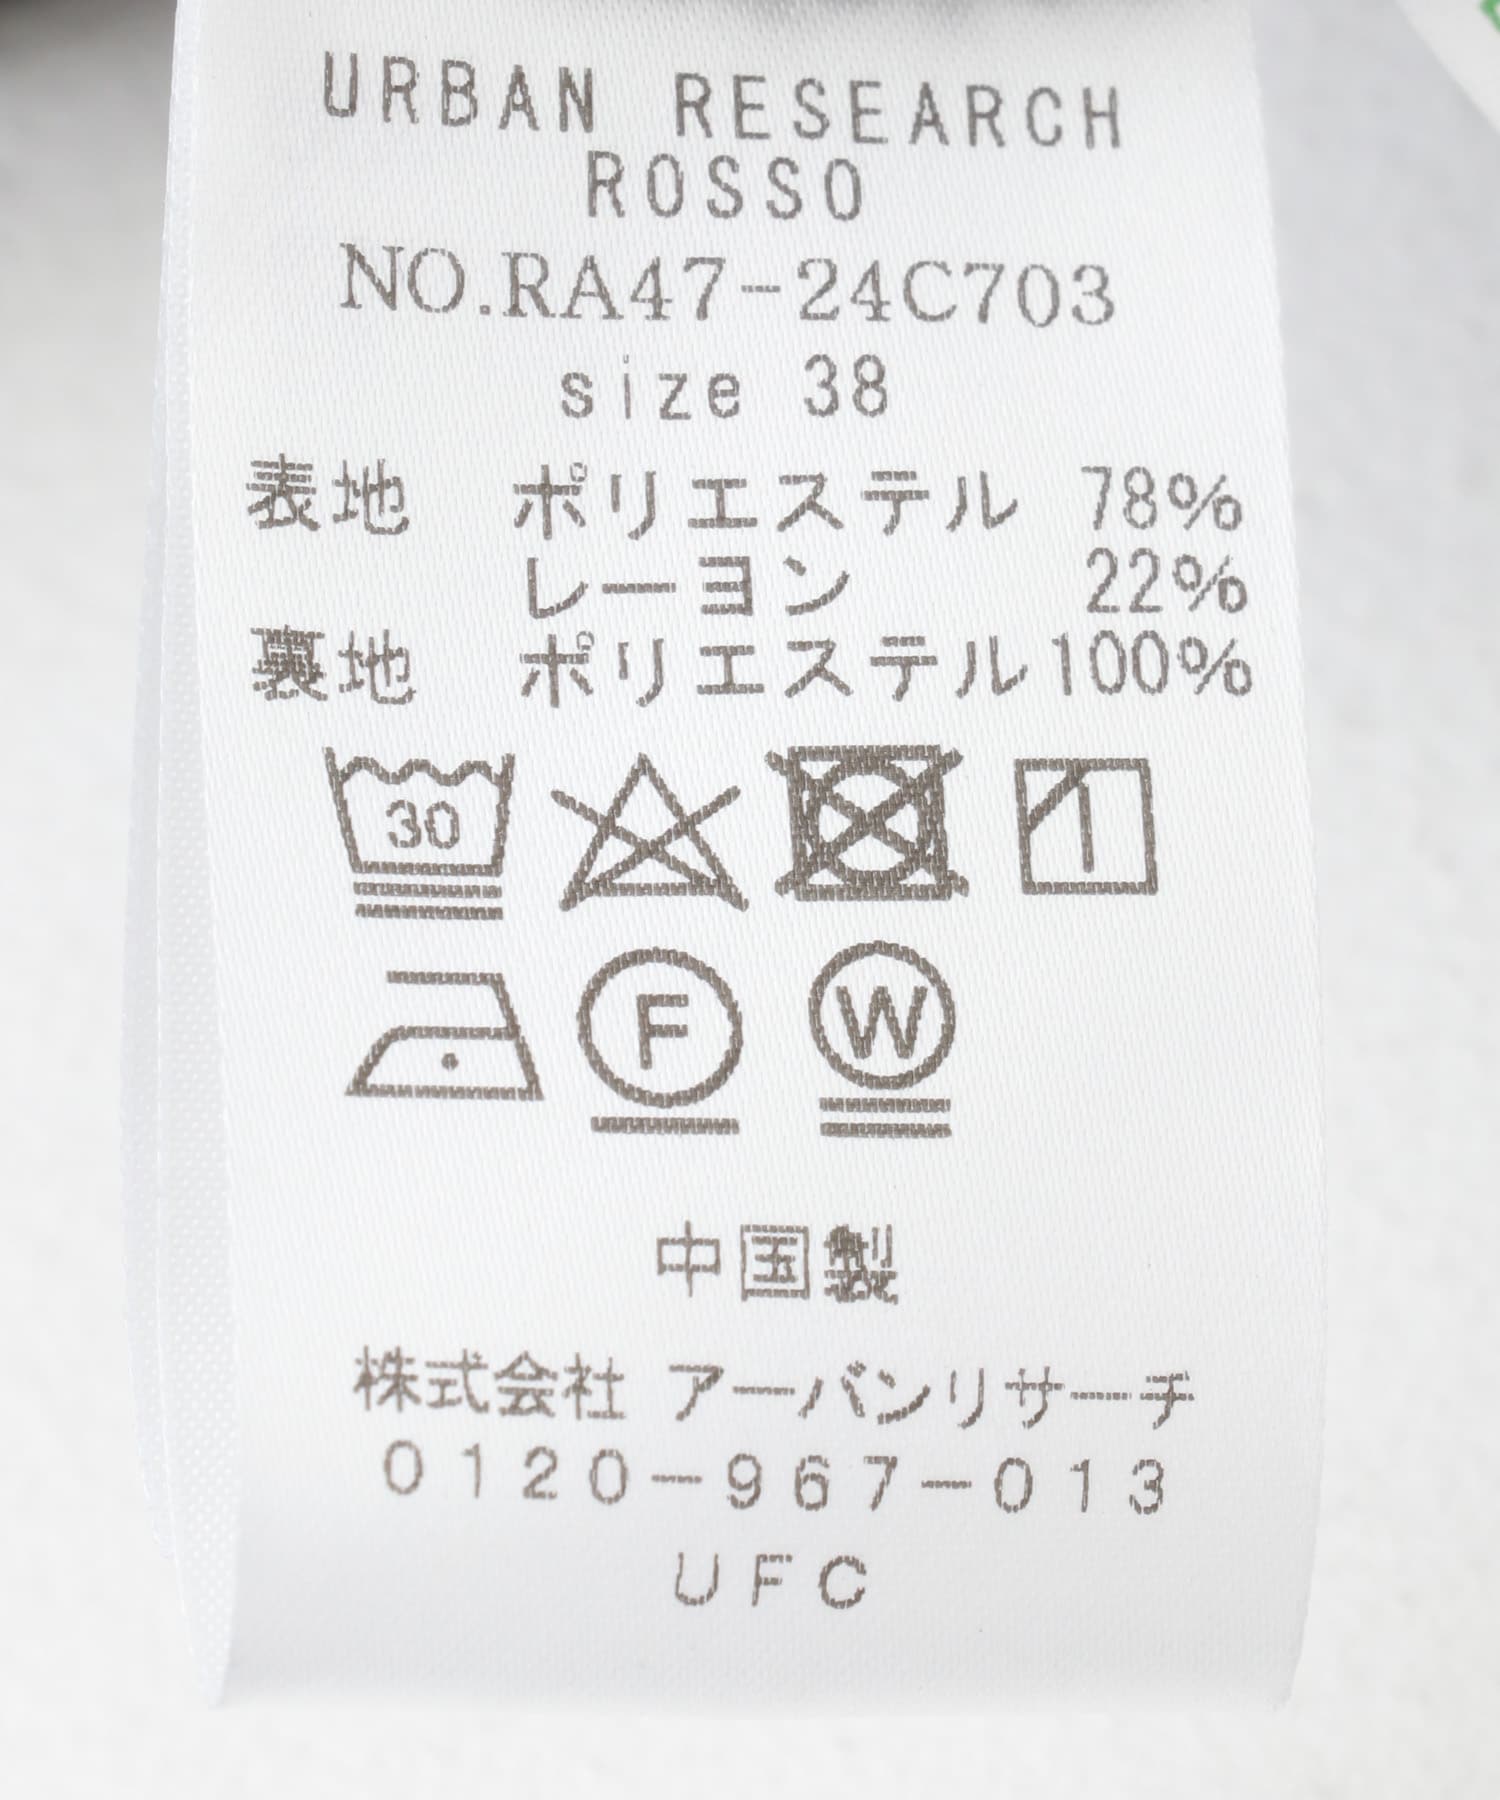 URBAN RESEARCH
ROSSO
NO.RA47-24C703
size 38
表地 ポリエステル 78%
レーヨン 22%
裏地 ポリエステル100%
30
F W
中国製
株式会社 アーバンリサーチ
0120-967-013
UFC